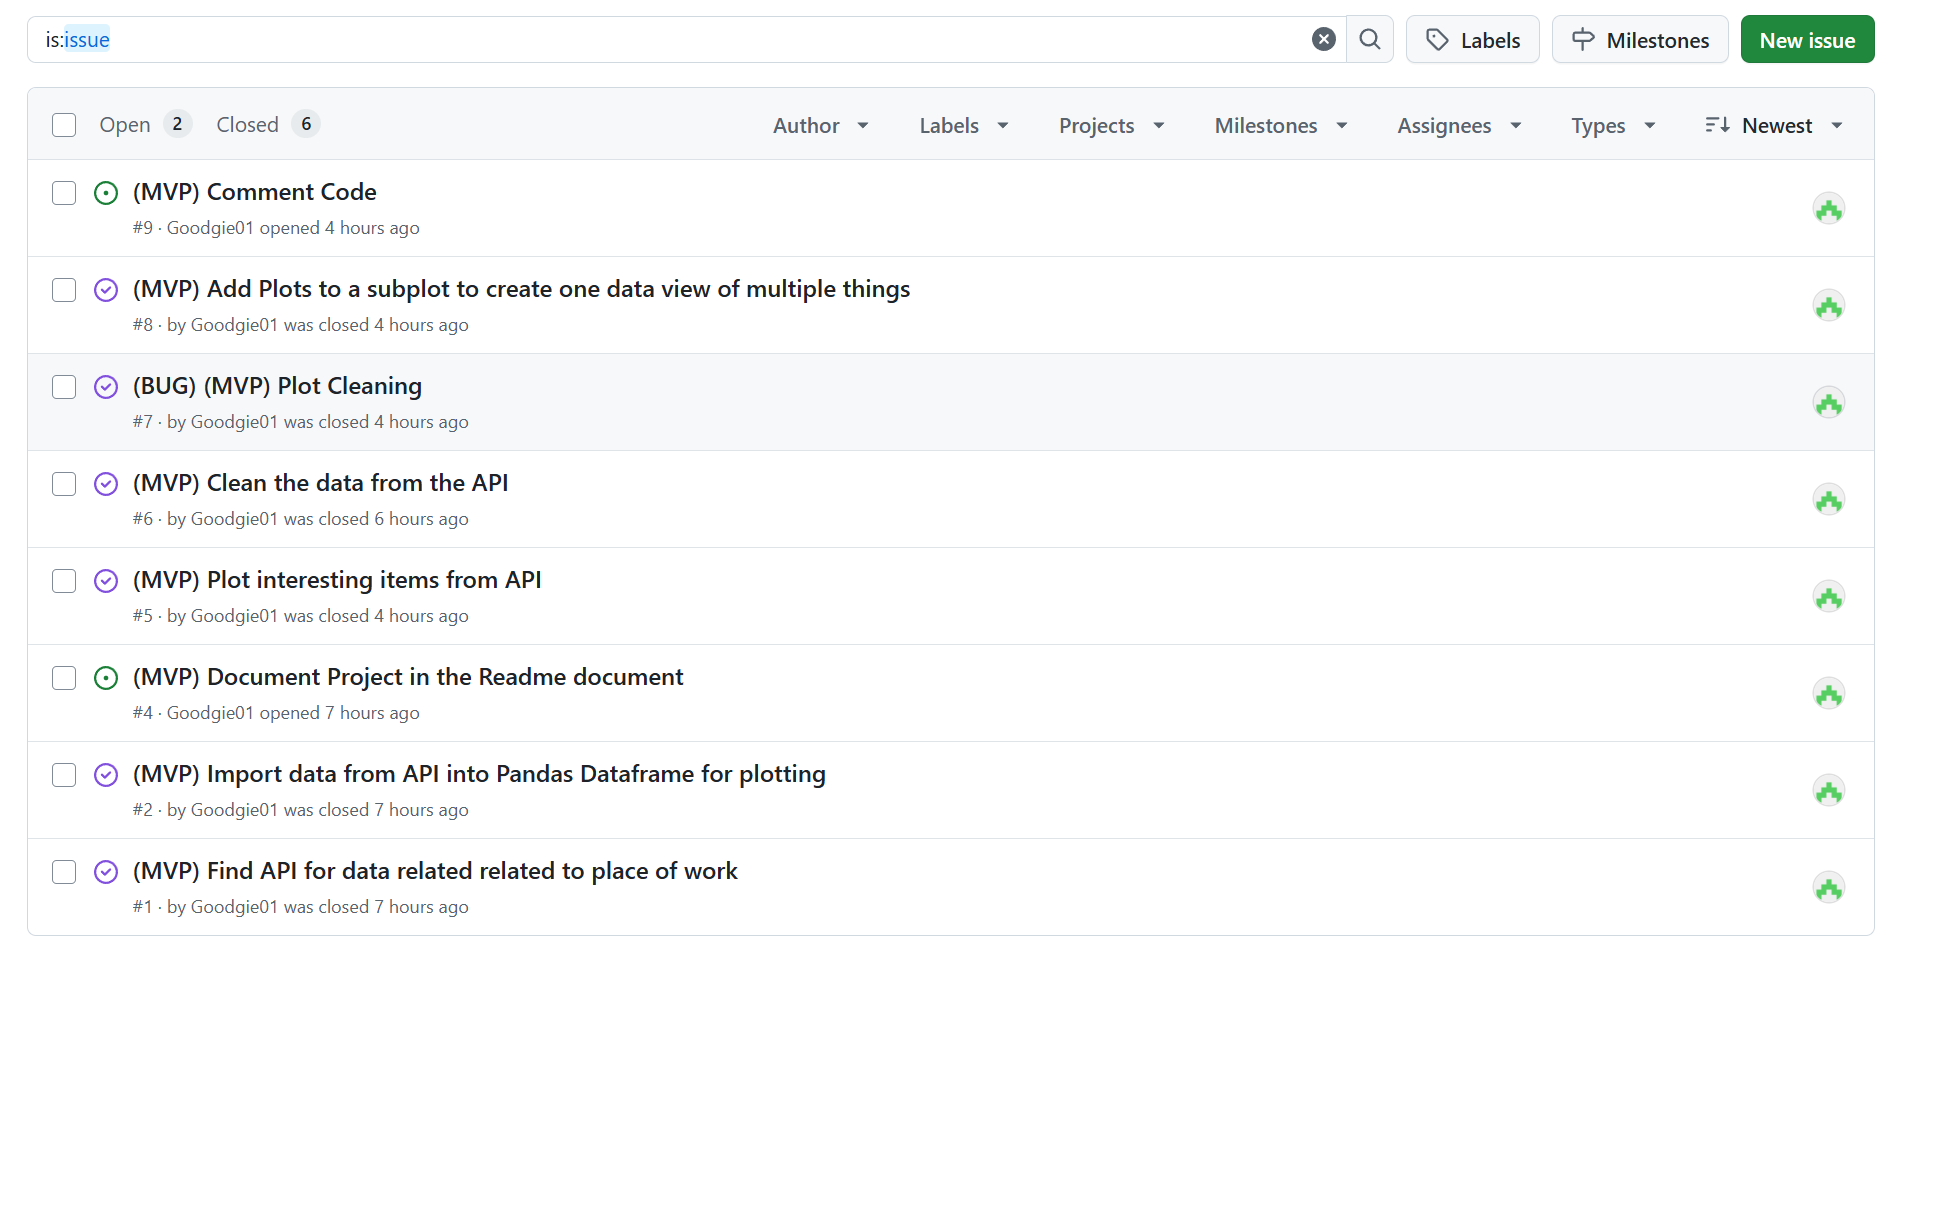 is:issue
Labels
Milestones
New issue
Open 2 Closed 6
Author Labels Projects Milestones Assignees Types Newest
(MVP) Comment Code
#9 · Goodgie01 opened 4 hours ago
(MVP) Add Plots to a subplot to create one data view of multiple things
#8 · by Goodgie01 was closed 4 hours ago
(BUG) (MVP) Plot Cleaning
#7 · by Goodgie01 was closed 4 hours ago
(MVP) Clean the data from the API
#6 · by Goodgie01 was closed 6 hours ago
(MVP) Plot interesting items from API
#5 · by Goodgie01 was closed 4 hours ago
(MVP) Document Project in the Readme document
#4 · Goodgie01 opened 7 hours ago
(MVP) Import data from API into Pandas Dataframe for plotting
#2 · by Goodgie01 was closed 7 hours ago
(MVP) Find API for data related related to place of work
#1 · by Goodgie01 was closed 7 hours ago